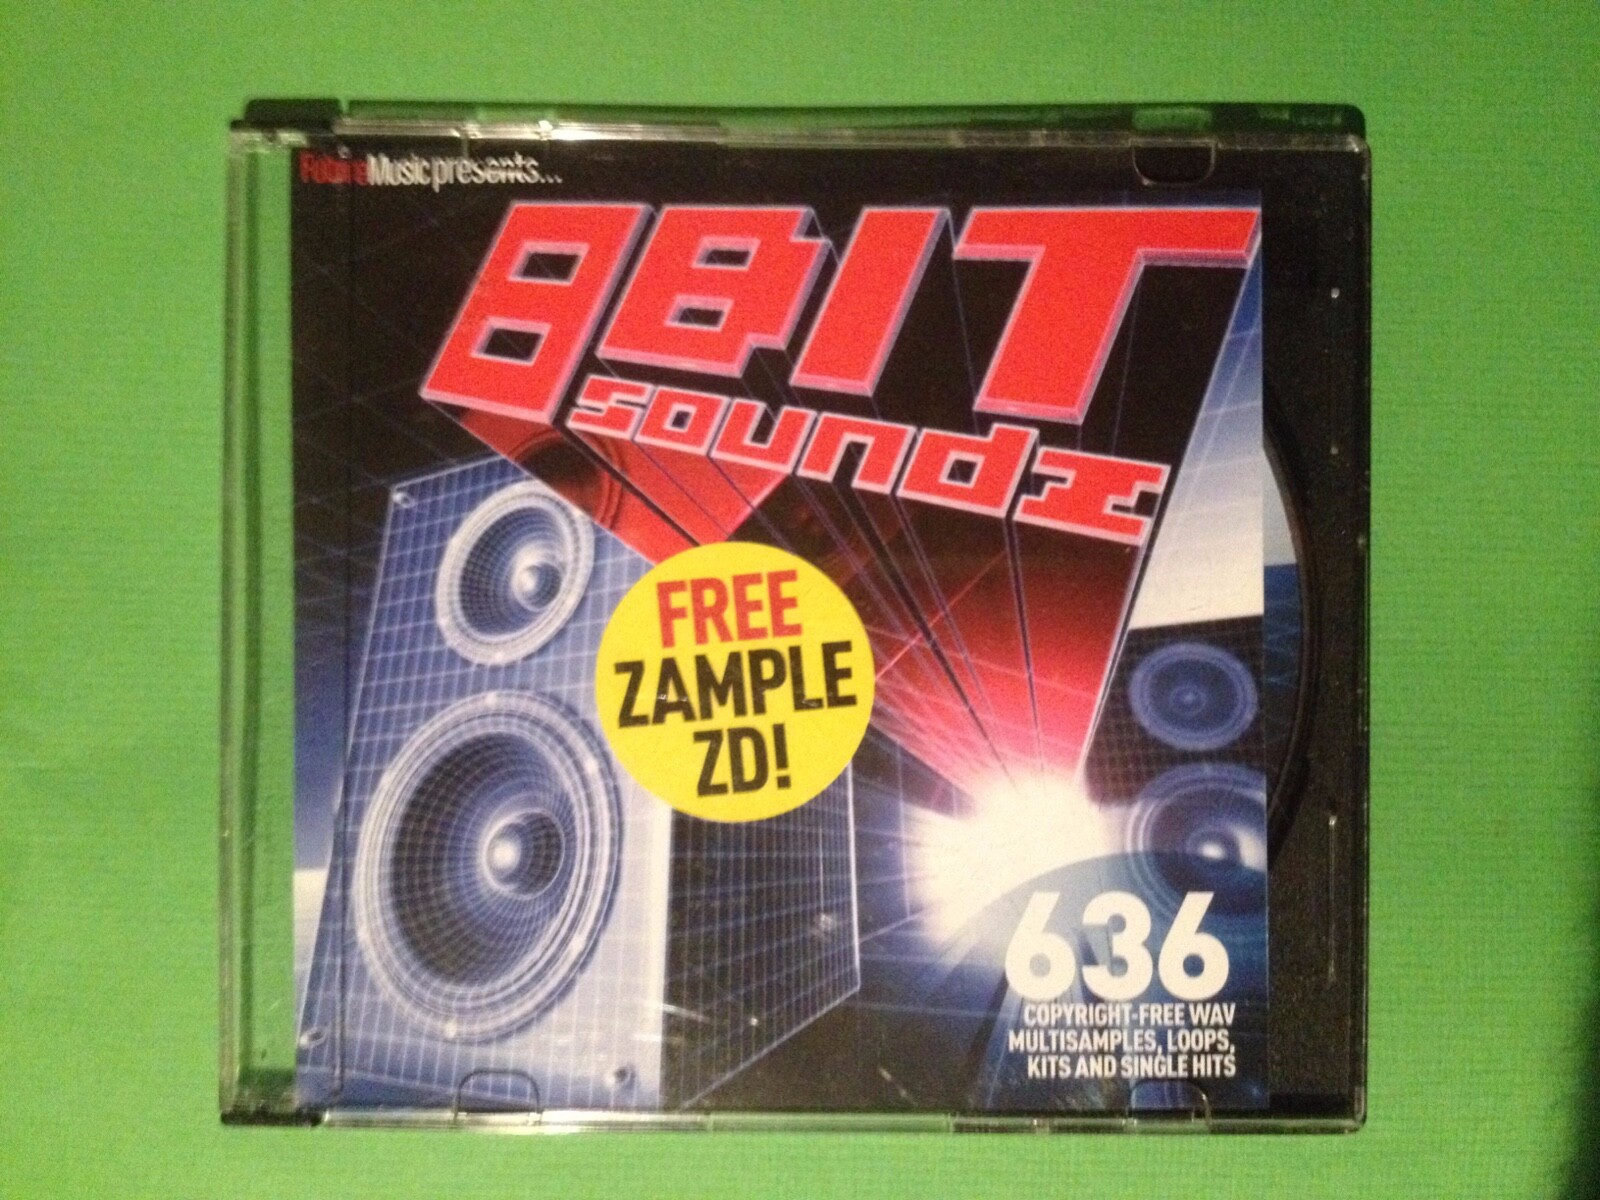 FutureMusic presents...
8BIT
soundz
FREE
ZAMPLE
ZD!
636
COPYRIGHT-FREE WAV
MULTISAMPLES, LOOPS,
KITS AND SINGLE HITS